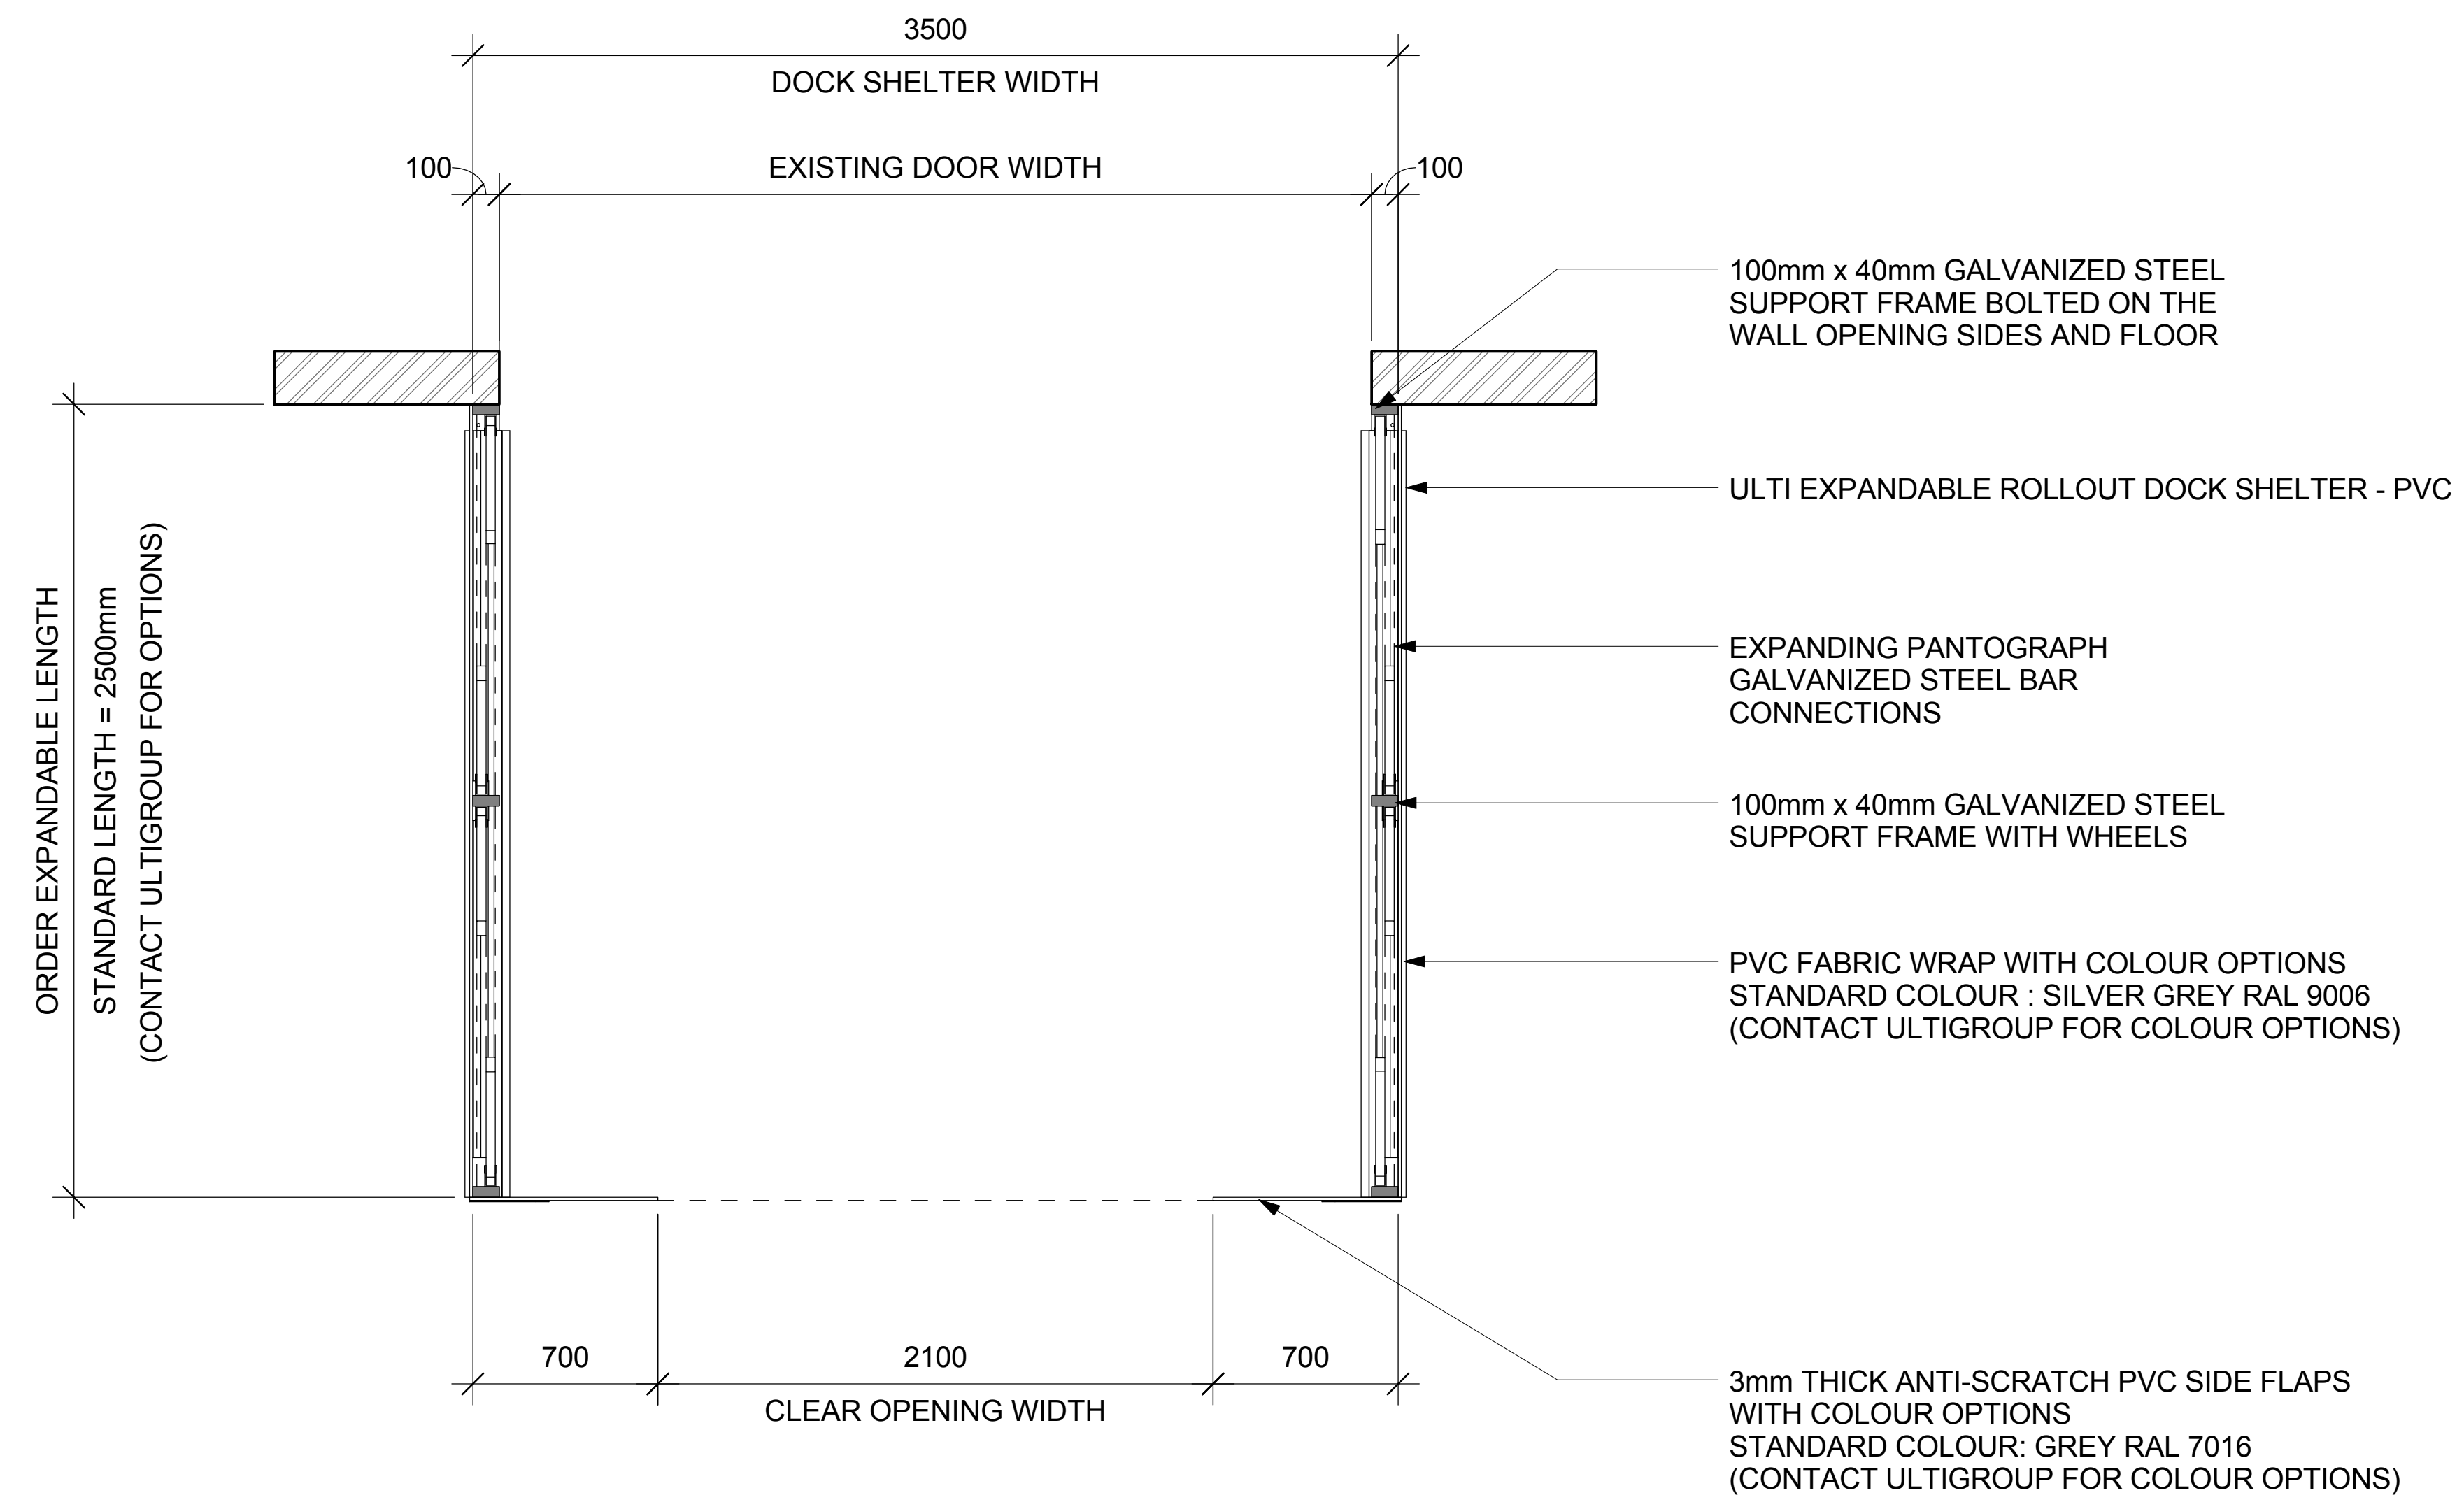 3500
DOCK SHELTER WIDTH
100
EXISTING DOOR WIDTH
100
100mm x 40mm GALVANIZED STEEL
SUPPORT FRAME BOLTED ON THE
WALL OPENING SIDES AND FLOOR
ULTI EXPANDABLE ROLLOUT DOCK SHELTER - PVC
EXPANDING PANTOGRAPH
GALVANIZED STEEL BAR
CONNECTIONS
100mm x 40mm GALVANIZED STEEL
SUPPORT FRAME WITH WHEELS
PVC FABRIC WRAP WITH COLOUR OPTIONS
STANDARD COLOUR : SILVER GREY RAL 9006
(CONTACT ULTIGROUP FOR COLOUR OPTIONS)
ORDER EXPANDABLE LENGTH
STANDARD LENGTH = 2500mm
(CONTACT ULTIGROUP FOR OPTIONS)
700
2100
700
CLEAR OPENING WIDTH
3mm THICK ANTI-SCRATCH PVC SIDE FLAPS
WITH COLOUR OPTIONS
STANDARD COLOUR: GREY RAL 7016
(CONTACT ULTIGROUP FOR COLOUR OPTIONS)